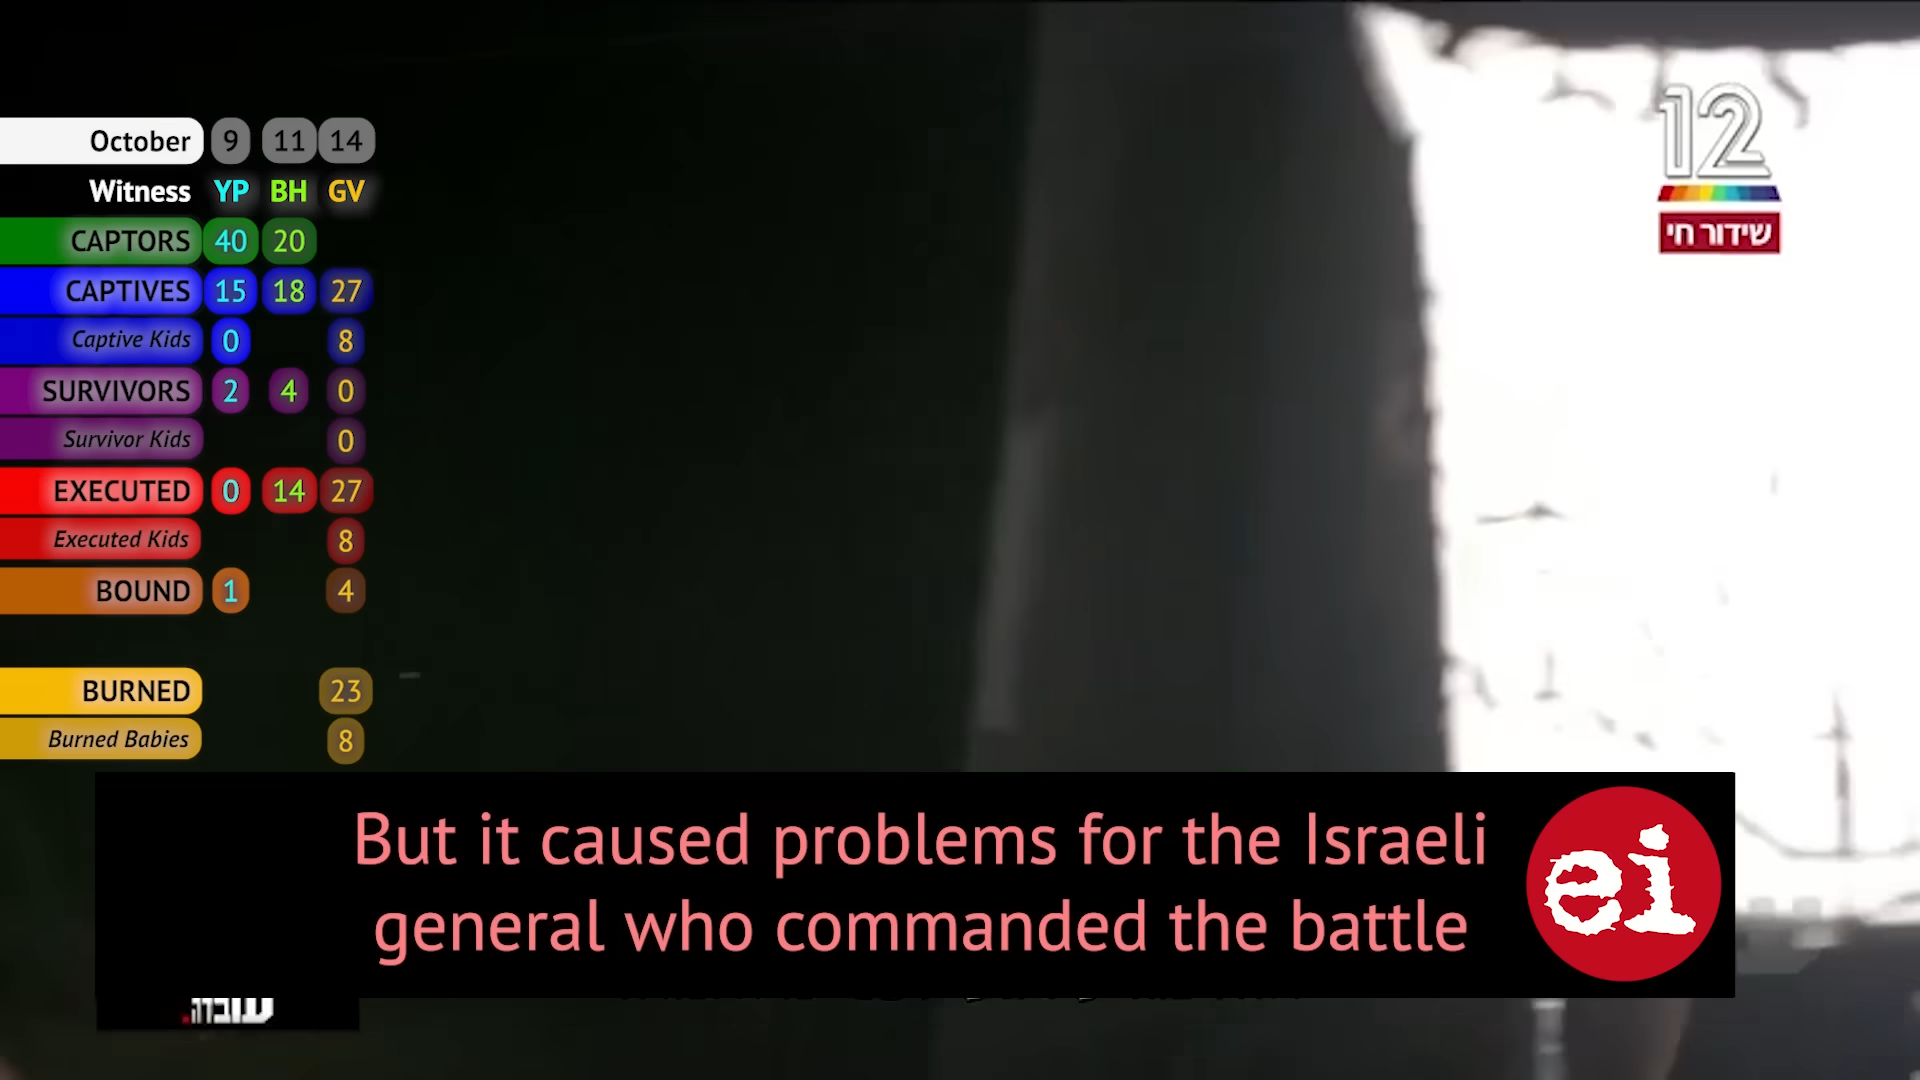 October 9 11 14
Witness YP BH GV
CAPTORS 40 20
CAPTIVES 15 18 27
Captive Kids 0 8
SURVIVORS 2 4 0
Survivor Kids 0
EXECUTED 0 14 27
Executed Kids 8
BOUND 1 4
BURNED 23
Burned Babies 8
12
שידור חי
But it caused problems for the Israeli
general who commanded the battle
ei
עובדה.